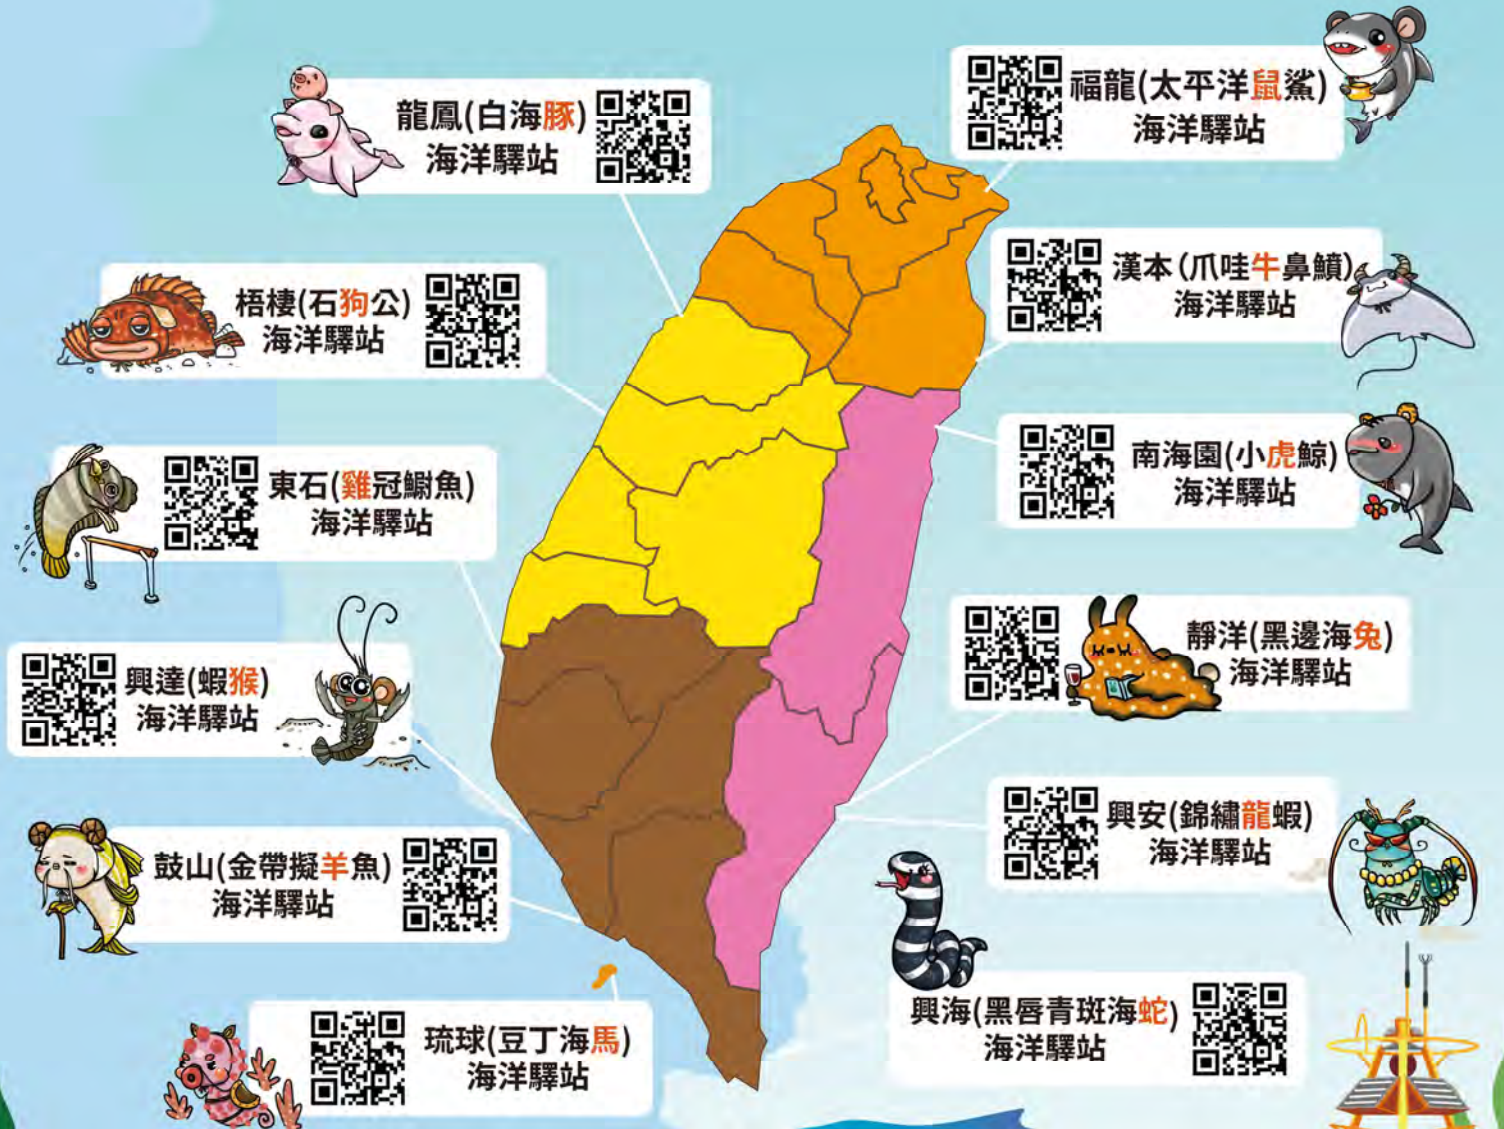 龍鳳(白海豚)
海洋驛站
福龍(太平洋鼠鯊)
海洋驛站
梧棲(石狗公)
海洋驛站
漢本(爪哇牛鼻鱝)
海洋驛站
東石(雞冠鳚魚)
海洋驛站
南海園(小虎鯨)
海洋驛站
興達(蝦猴)
海洋驛站
靜洋(黑邊海兔)
海洋驛站
鼓山(金帶擬羊魚)
海洋驛站
興安(錦繡龍蝦)
海洋驛站
琉球(豆丁海馬)
海洋驛站
興海(黑唇青斑海蛇)
海洋驛站